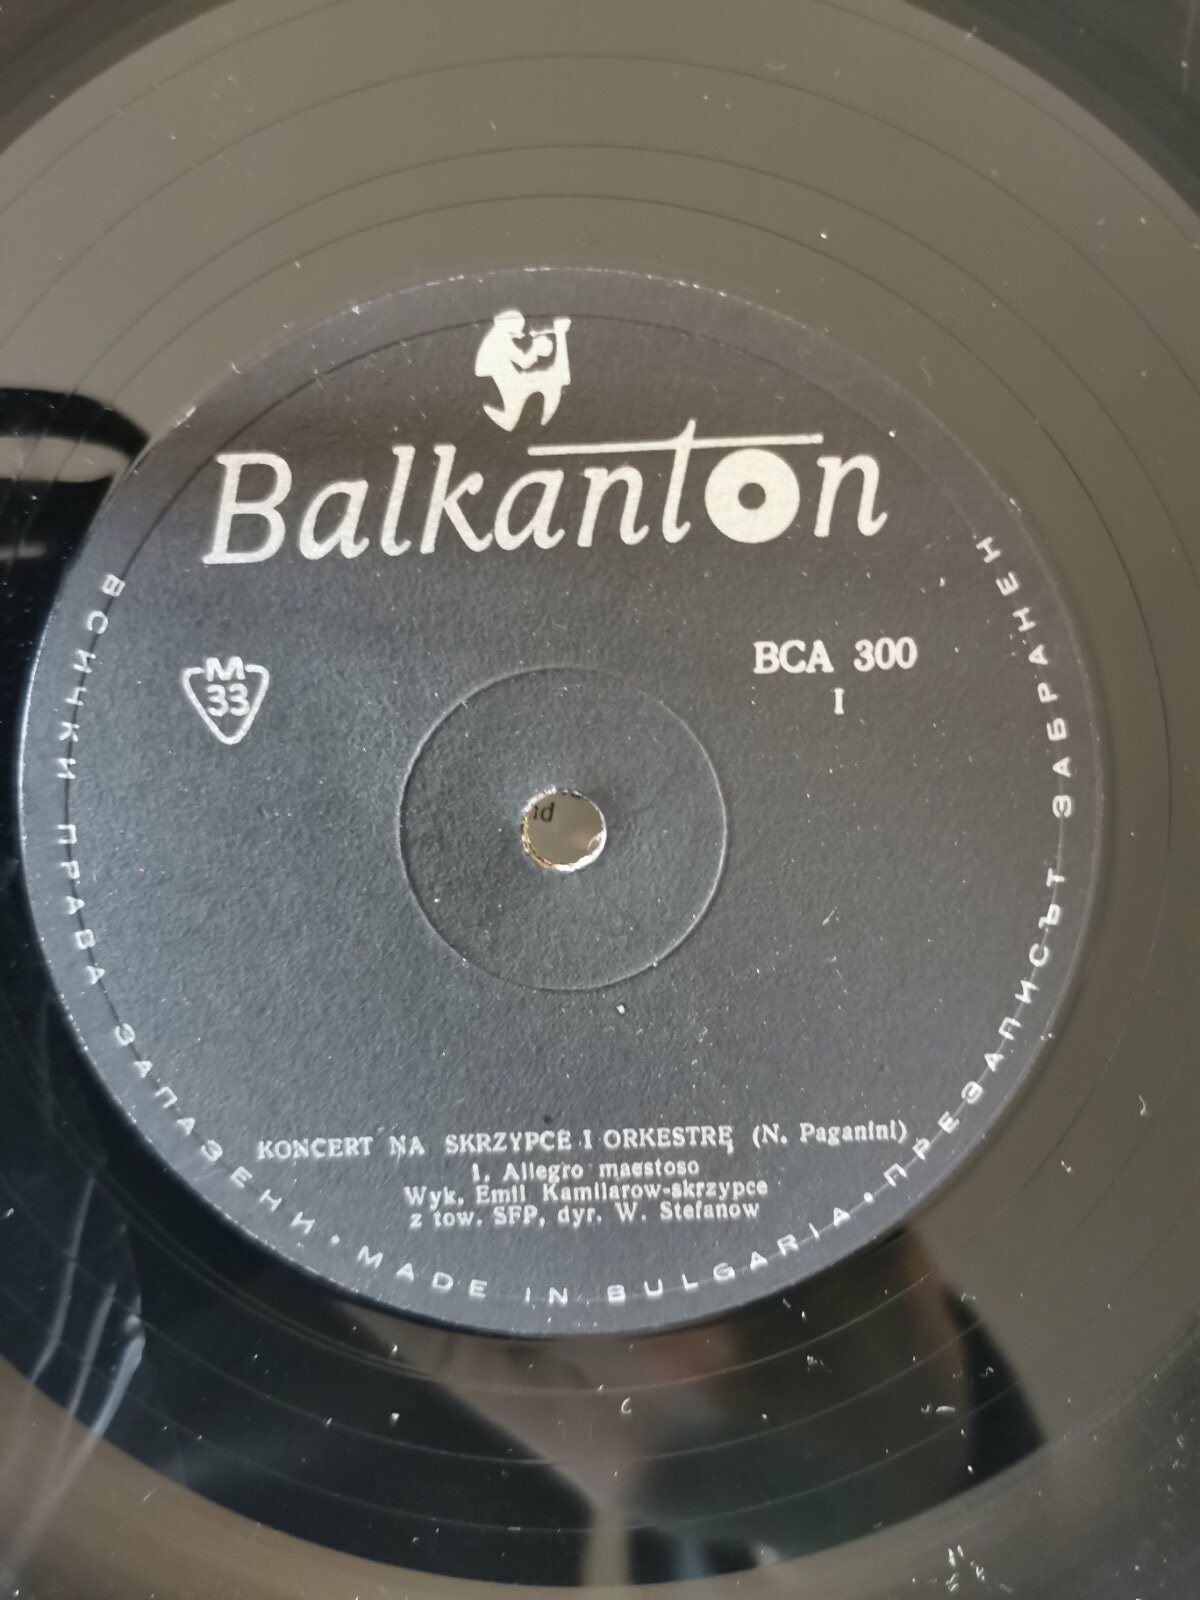 Balkanton
M
33
BCA 300
I
KONCERT NA SKRZYPCE I ORKESTRĘ (N. Paganini)
1. Allegro maestoso
Wyk. Emil Kamilarow-skrzypce
z tow. SFP, dyr. W. Stefanow
ВСИЧКИ ПРАВА ЗАПАЗЕНИ • MADE IN BULGARIA • ПРЕЗАПИСЪТ ЗАБРАНЕН